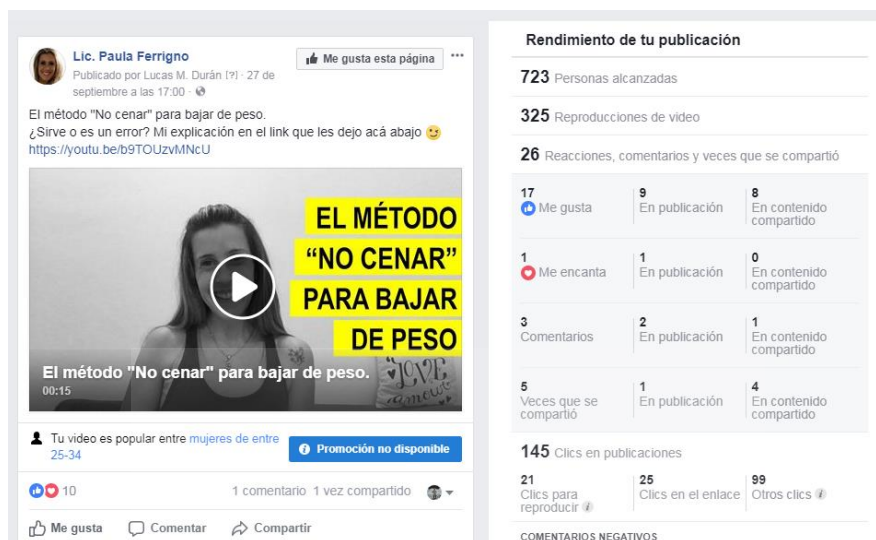 Lic. Paula Ferrigno
Me gusta esta página
Publicado por Lucas M. Durán [?] · 27 de
septiembre a las 17:00 ·
El método "No cenar" para bajar de peso.
¿Sirve o es un error? Mi explicación en el link que les dejo acá abajo 😉
https://youtu.be/b9TOUzvMNcU
EL MÉTODO
“NO CENAR”
PARA BAJAR
DE PESO
El método "No cenar" para bajar de peso.
00:15
LOVE
amour
Tu video es popular entre mujeres de entre
25-34
Promoción no disponible
10
1 comentario 1 vez compartido
Me gusta Comentar Compartir
Rendimiento de tu publicación
723 Personas alcanzadas
325 Reproducciones de video
26 Reacciones, comentarios y veces que se compartió
17 9 8
Me gusta En publicación En contenido
compartido
1 1 0
Me encanta En publicación En contenido
compartido
3 2 1
Comentarios En publicación En contenido
compartido
5 1 4
Veces que se En publicación En contenido
compartió compartido
145 Clics en publicaciones
21 25 99
Clics para Clics en el enlace Otros clics i
reproducir i
COMENTARIOS NEGATIVOS